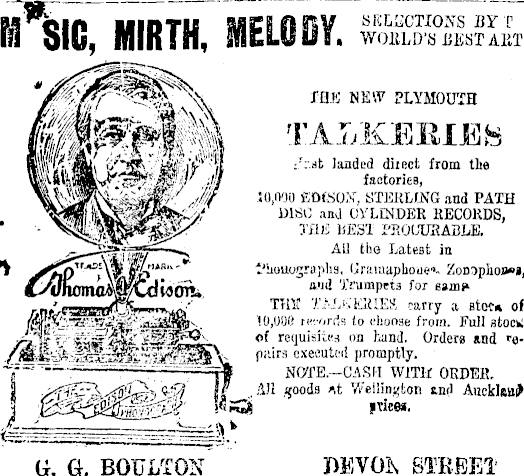 M SIC, MIRTH, MELODY.
SELECTIONS BY T
WORLD'S BEST ART
THE NEW PLYMOUTH
TALKERIES
Just landed direct from the
factories,
10,000 EDISON, STERLING and PATH
DISC and CYLINDER RECORDS,
THE BEST PROCURABLE.
All the Latest in
Phonographs, Gramaphones, Zonophones,
and Trumpets for same
THE TALKERIES carry a stock of
10,000 records to choose from. Full stock
of requisites on hand. Orders and re-
pairs executed promptly.
NOTE.—CASH WITH ORDER.
All goods at Wellington and Auckland
prices.
TRADE MARK
Thomas A Edison
EDISON
G. G. BOULTON
DEVON STREET